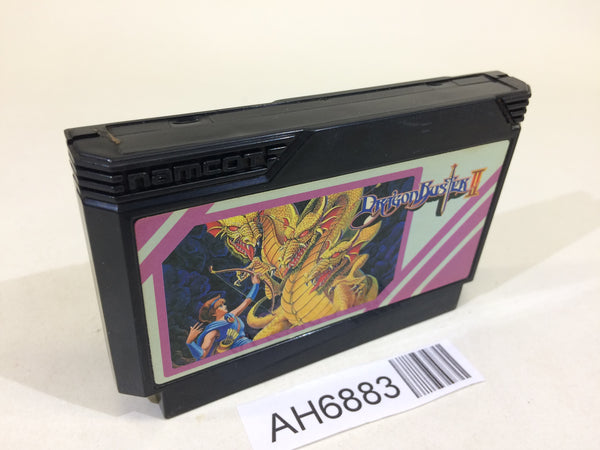 namcot
DRAGON BUSTER II
AH6883